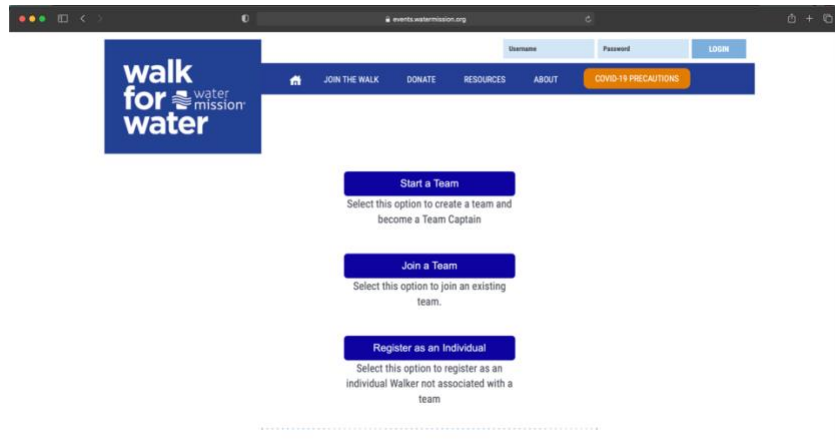 events.watermission.org
Username
Password
LOGIN
walk
for water
mission
water
JOIN THE WALK
DONATE
RESOURCES
ABOUT
COVID-19 PRECAUTIONS
Start a Team
Select this option to create a team and
become a Team Captain
Join a Team
Select this option to join an existing
team.
Register as an Individual
Select this option to register as an
individual Walker not associated with a
team